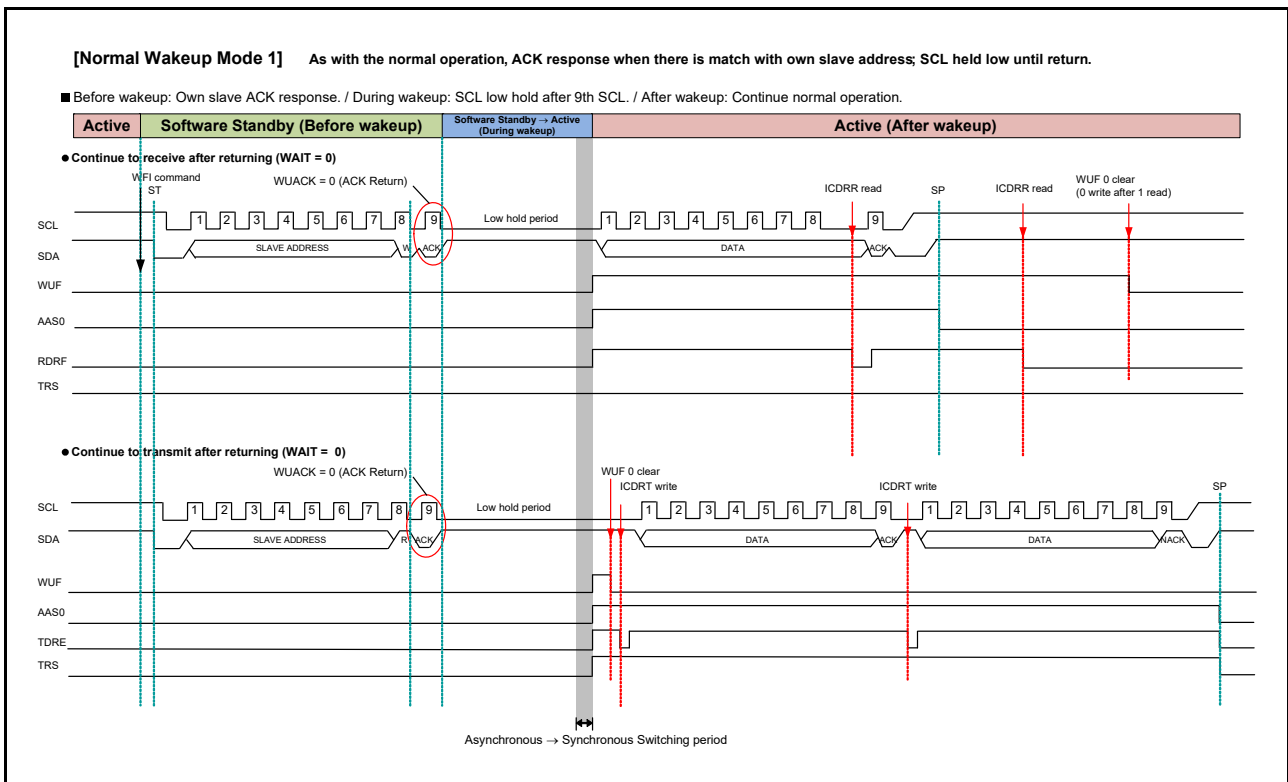 [Normal Wakeup Mode 1] As with the normal operation, ACK response when there is match with own slave address; SCL held low until return.
■ Before wakeup: Own slave ACK response. / During wakeup: SCL low hold after 9th SCL. / After wakeup: Continue normal operation.
Active Software Standby (Before wakeup) Software Standby → Active (During wakeup) Active (After wakeup)
● Continue to receive after returning (WAIT = 0)
WFI command
ST
WUACK = 0 (ACK Return)
ICDRR read
SP
ICDRR read
WUF 0 clear
(0 write after 1 read)
SCL 1 2 3 4 5 6 7 8 9 Low hold period 1 2 3 4 5 6 7 8 9
SDA SLAVE ADDRESS W ACK DATA ACK
WUF
AAS0
RDRF
TRS
● Continue to transmit after returning (WAIT = 0)
WUACK = 0 (ACK Return)
WUF 0 clear
ICDRT write
ICDRT write
SP
SCL 1 2 3 4 5 6 7 8 9 Low hold period 1 2 3 4 5 6 7 8 9 1 2 3 4 5 6 7 8 9
SDA SLAVE ADDRESS R ACK DATA ACK DATA NACK
WUF
AAS0
TDRE
TRS
Asynchronous → Synchronous Switching period